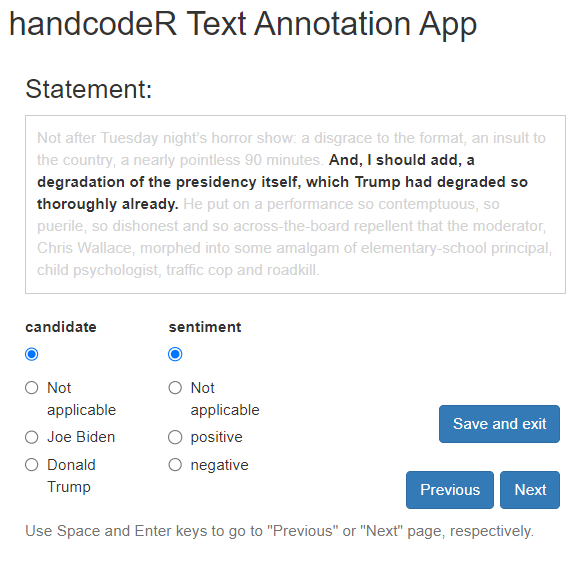 handcodeR Text Annotation App
Statement:
Not after Tuesday night's horror show: a disgrace to the format, an insult to
the country, a nearly pointless 90 minutes. And, I should add, a
degradation of the presidency itself, which Trump had degraded so
thoroughly already. He put on a performance so contemptuous, so
puerile, so dishonest and so across-the-board repellent that the moderator,
Chris Wallace, morphed into some amalgam of elementary-school principal,
child psychologist, traffic cop and roadkill.
candidate
Not
applicable
Joe Biden
Donald
Trump
sentiment
Not
applicable
positive
negative
Save and exit
Previous
Next
Use Space and Enter keys to go to "Previous" or "Next" page, respectively.